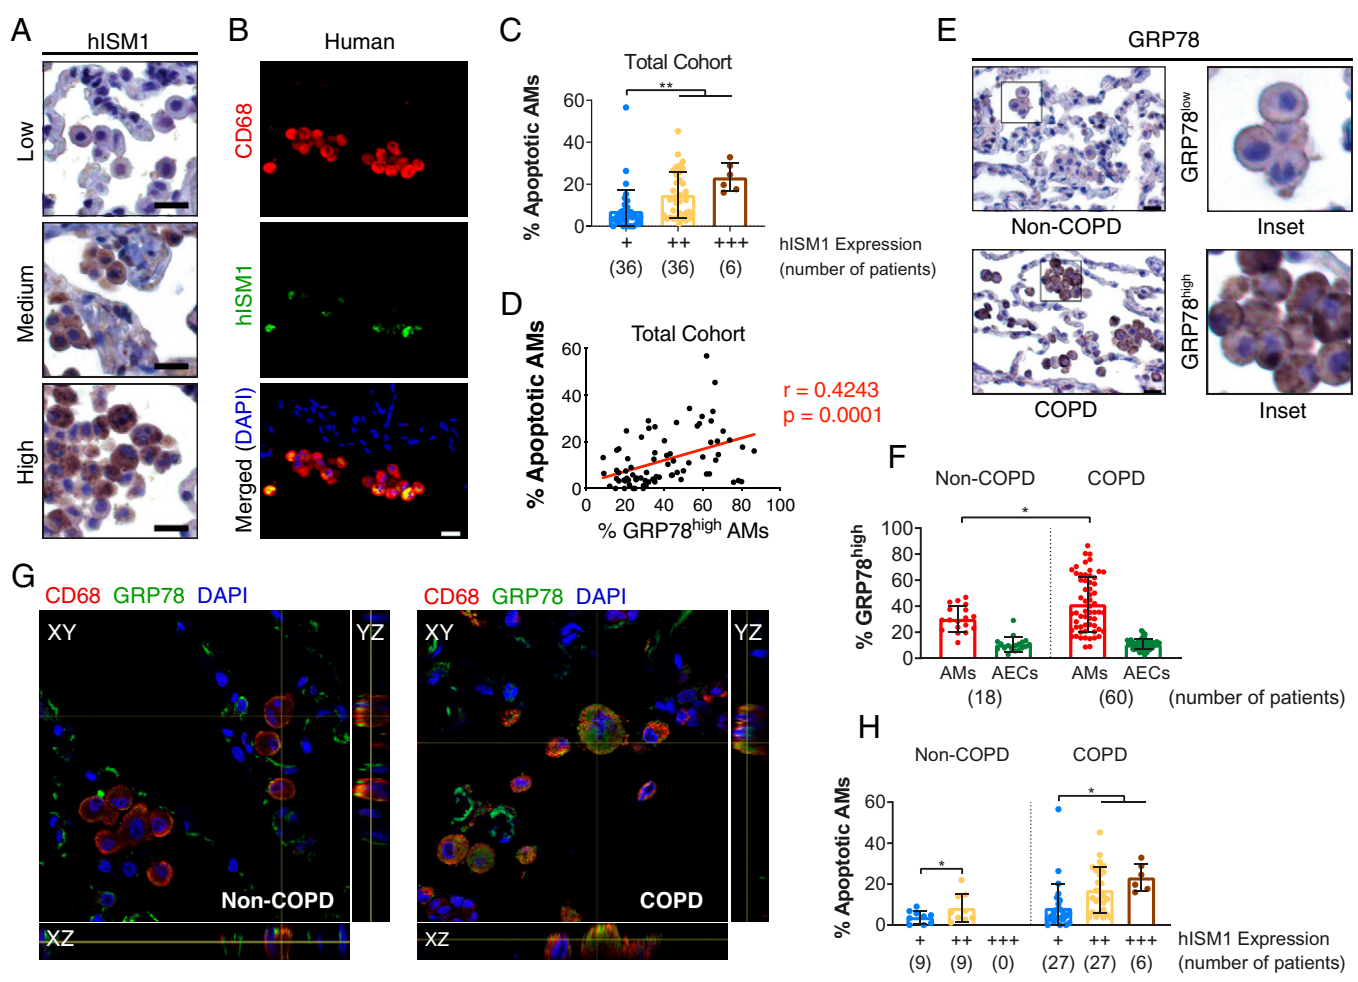 A
hISM1
Low
Medium
High
B
Human
CD68
hISM1
Merged (DAPI)
C
Total Cohort
**
% Apoptotic AMs
60
40
20
0
+ ++ +++ hISM1 Expression
(36) (36) (6) (number of patients)
D
Total Cohort
% Apoptotic AMs
60
40
20
0
0 20 40 60 80 100
% GRP78high AMs
r = 0.4243
p = 0.0001
E
GRP78
GRP78low
Non-COPD Inset
GRP78high
COPD Inset
F
Non-COPD COPD
*
% GRP78high
100
80
60
40
20
0
AMs AECs AMs AECs
(18) (60) (number of patients)
G
CD68 GRP78 DAPI
XY
YZ
Non-COPD
XZ
CD68 GRP78 DAPI
XY
YZ
COPD
XZ
H
Non-COPD COPD
*
*
% Apoptotic AMs
60
40
20
0
+ ++ +++ + ++ +++ hISM1 Expression
(9) (9) (0) (27) (27) (6) (number of patients)